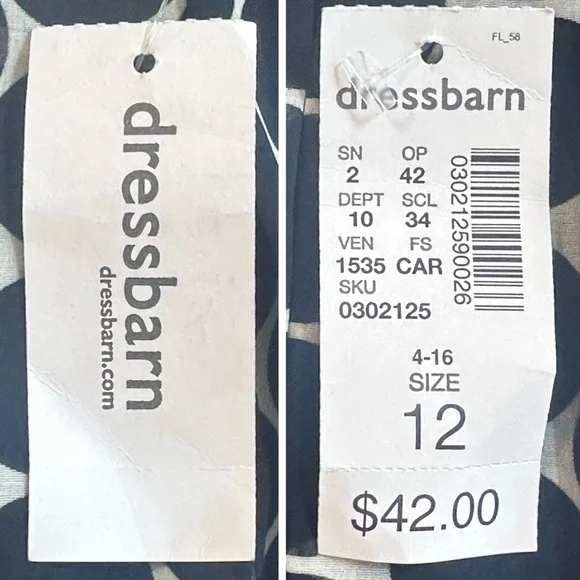 dressbarn
dressbarn.com
FL_58
dressbarn
SN OP
2 42
DEPT SCL
10 34
VEN FS
1535 CAR
SKU
0302125
030212590026
4-16
SIZE
12
$42.00